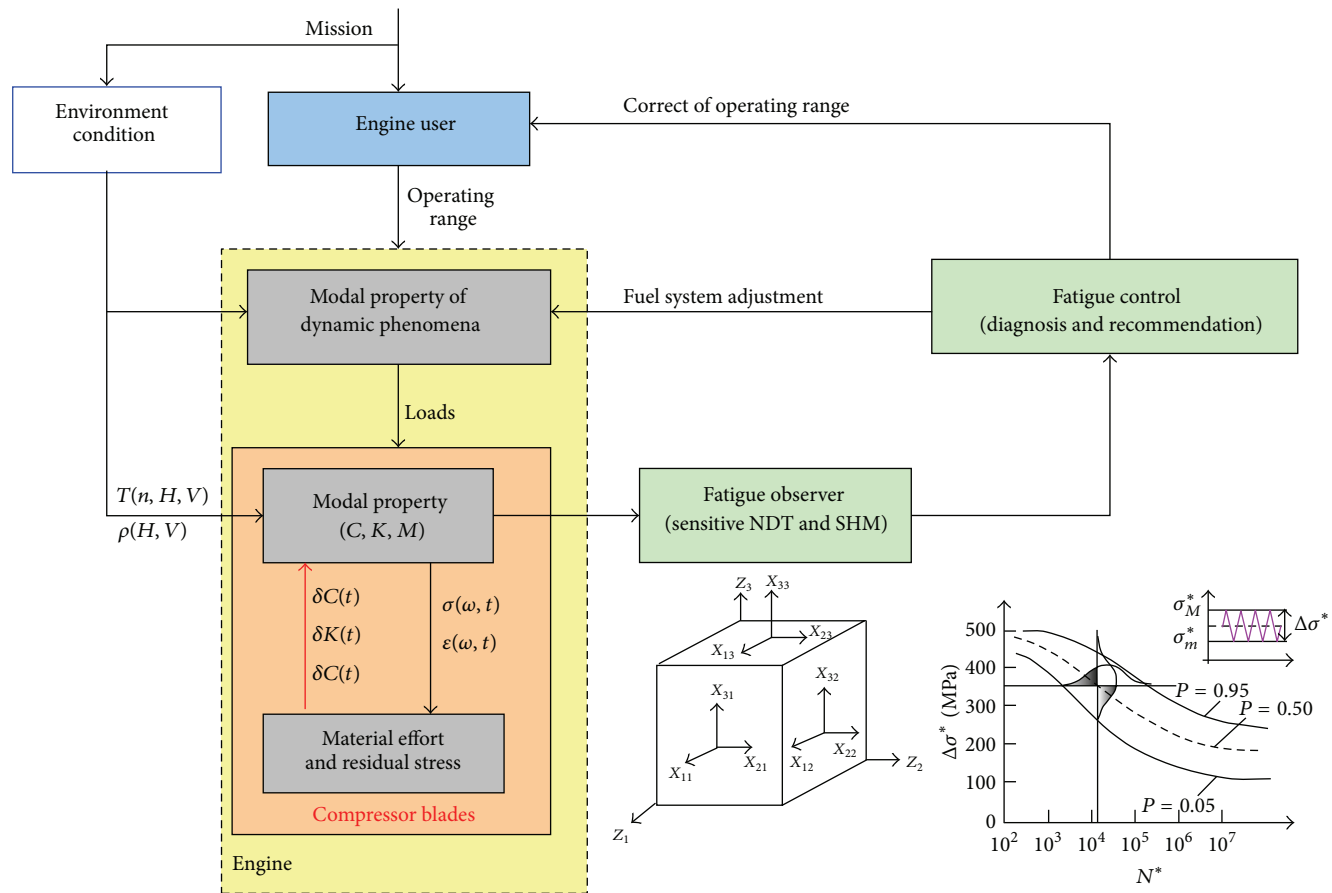 Mission
Environment
condition
Engine user
Correct of operating range
Operating
range
Modal property of
dynamic phenomena
Fuel system adjustment
Fatigue control
(diagnosis and recommendation)
Loads
T(n, H, V)
ρ(H, V)
Modal property
(C, K, M)
Fatigue observer
(sensitive NDT and SHM)
δC(t)
δK(t)
δC(t)
σ(ω, t)
ε(ω, t)
Material effort
and residual stress
Compressor blades
Engine
Z₃
X₃₃
X₂₃
X₁₃
X₃₁
X₃₂
X₂₁
X₁₁
X₂₂
X₁₂
Z₂
Z₁
σ*M
σ*m
Δσ*
Δσ* (MPa)
500
400
300
200
100
0
P = 0.95
P = 0.50
P = 0.05
10² 10³ 10⁴ 10⁵ 10⁶ 10⁷
N*